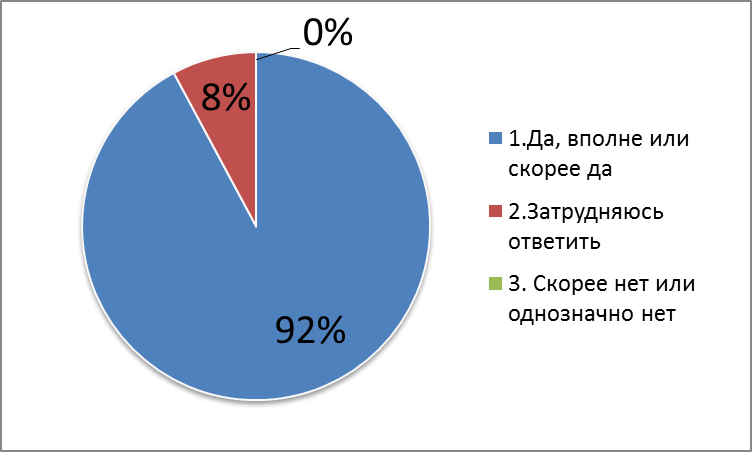 0%
8%
92%
1.Да, вполне или
скорее да
2.Затрудняюсь
ответить
3. Скорее нет или
однозначно нет